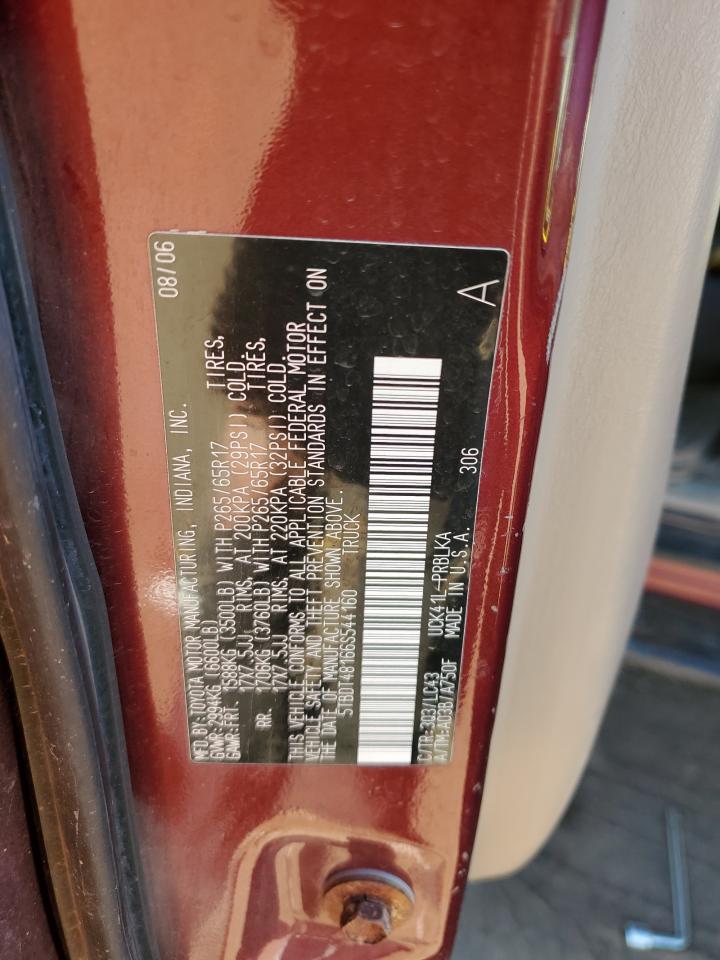 MFD. BY: TOYOTA MOTOR MANUFACTURING, INDIANA, INC. 08/06
GVWR: 2994KG (6600LB)
GAWR: FRT. 1588KG (3500LB) WITH P265/65R17 TIRES,
17X7.5JJ RIMS, AT 200KPA (29PSI) COLD.
RR. 1708KG (3760LB) WITH P265/65R17 TIRES,
17X7.5JJ RIMS, AT 220KPA (32PSI) COLD.
THIS VEHICLE CONFORMS TO ALL APPLICABLE FEDERAL MOTOR
VEHICLE SAFETY AND THEFT PREVENTION STANDARDS IN EFFECT ON
THE DATE OF MANUFACTURE SHOWN ABOVE.
5TBDT48166S544160 TRUCK
C/TR: 3Q3/LC43 UCK41L-PRBLKA 306
A/TM: A03B/A750F MADE IN U.S.A. A